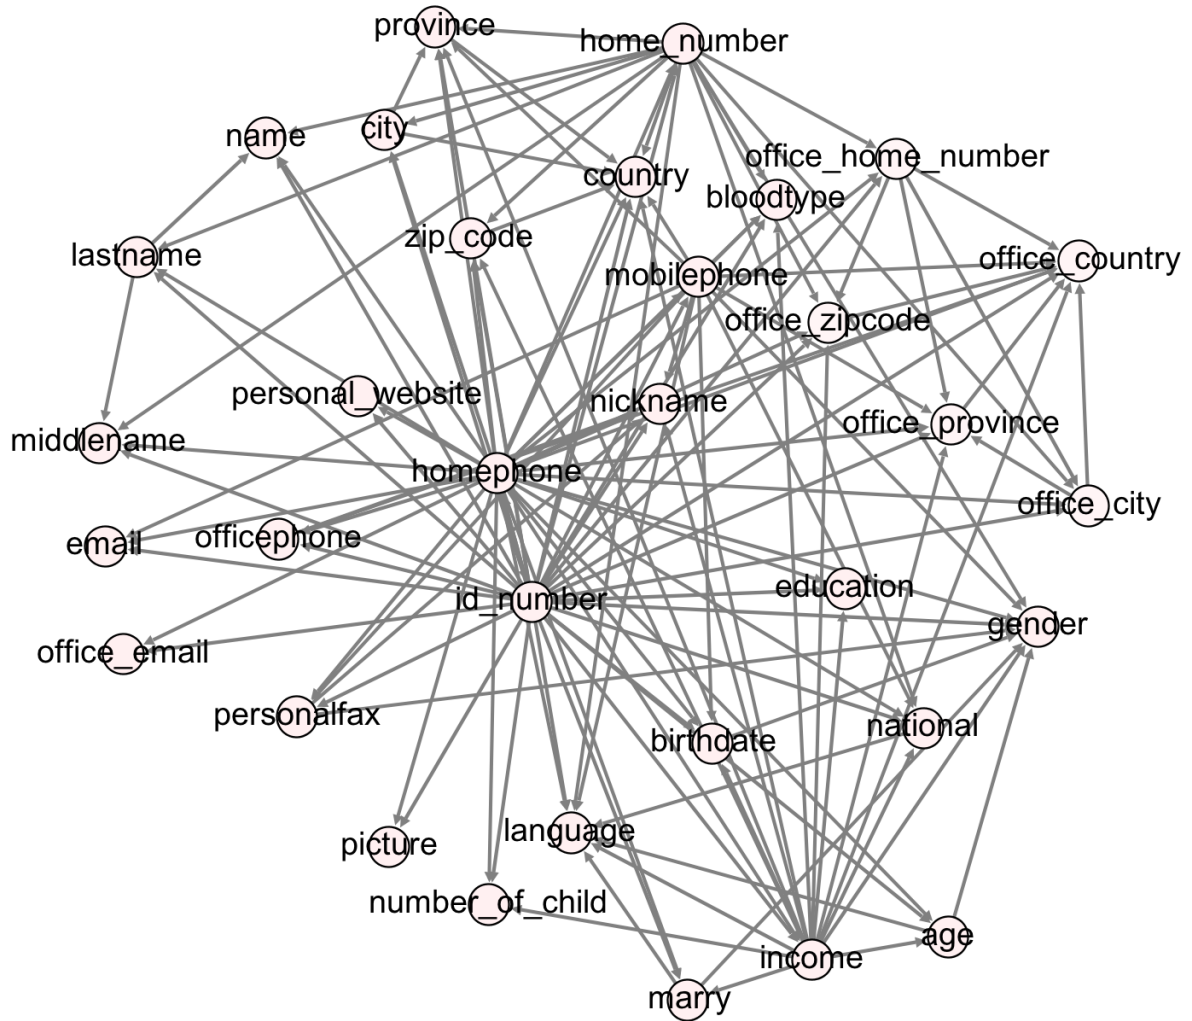 province
home_number
name
city
office_home_number
country
bloodtype
lastname
zip_code
office_country
mobilephone
office_zipcode
personal_website
nickname
office_province
middlename
homephone
office_city
email
officephone
education
id_number
gender
office_email
personalfax
national
birthdate
language
picture
number_of_child
age
income
marry